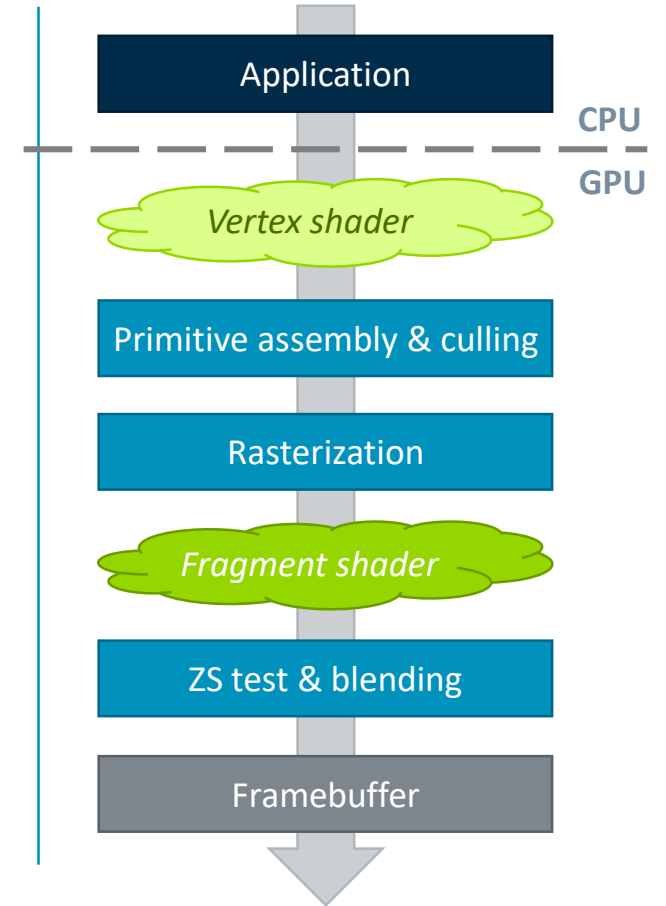 Application
CPU
GPU
Vertex shader
Primitive assembly & culling
Rasterization
Fragment shader
ZS test & blending
Framebuffer